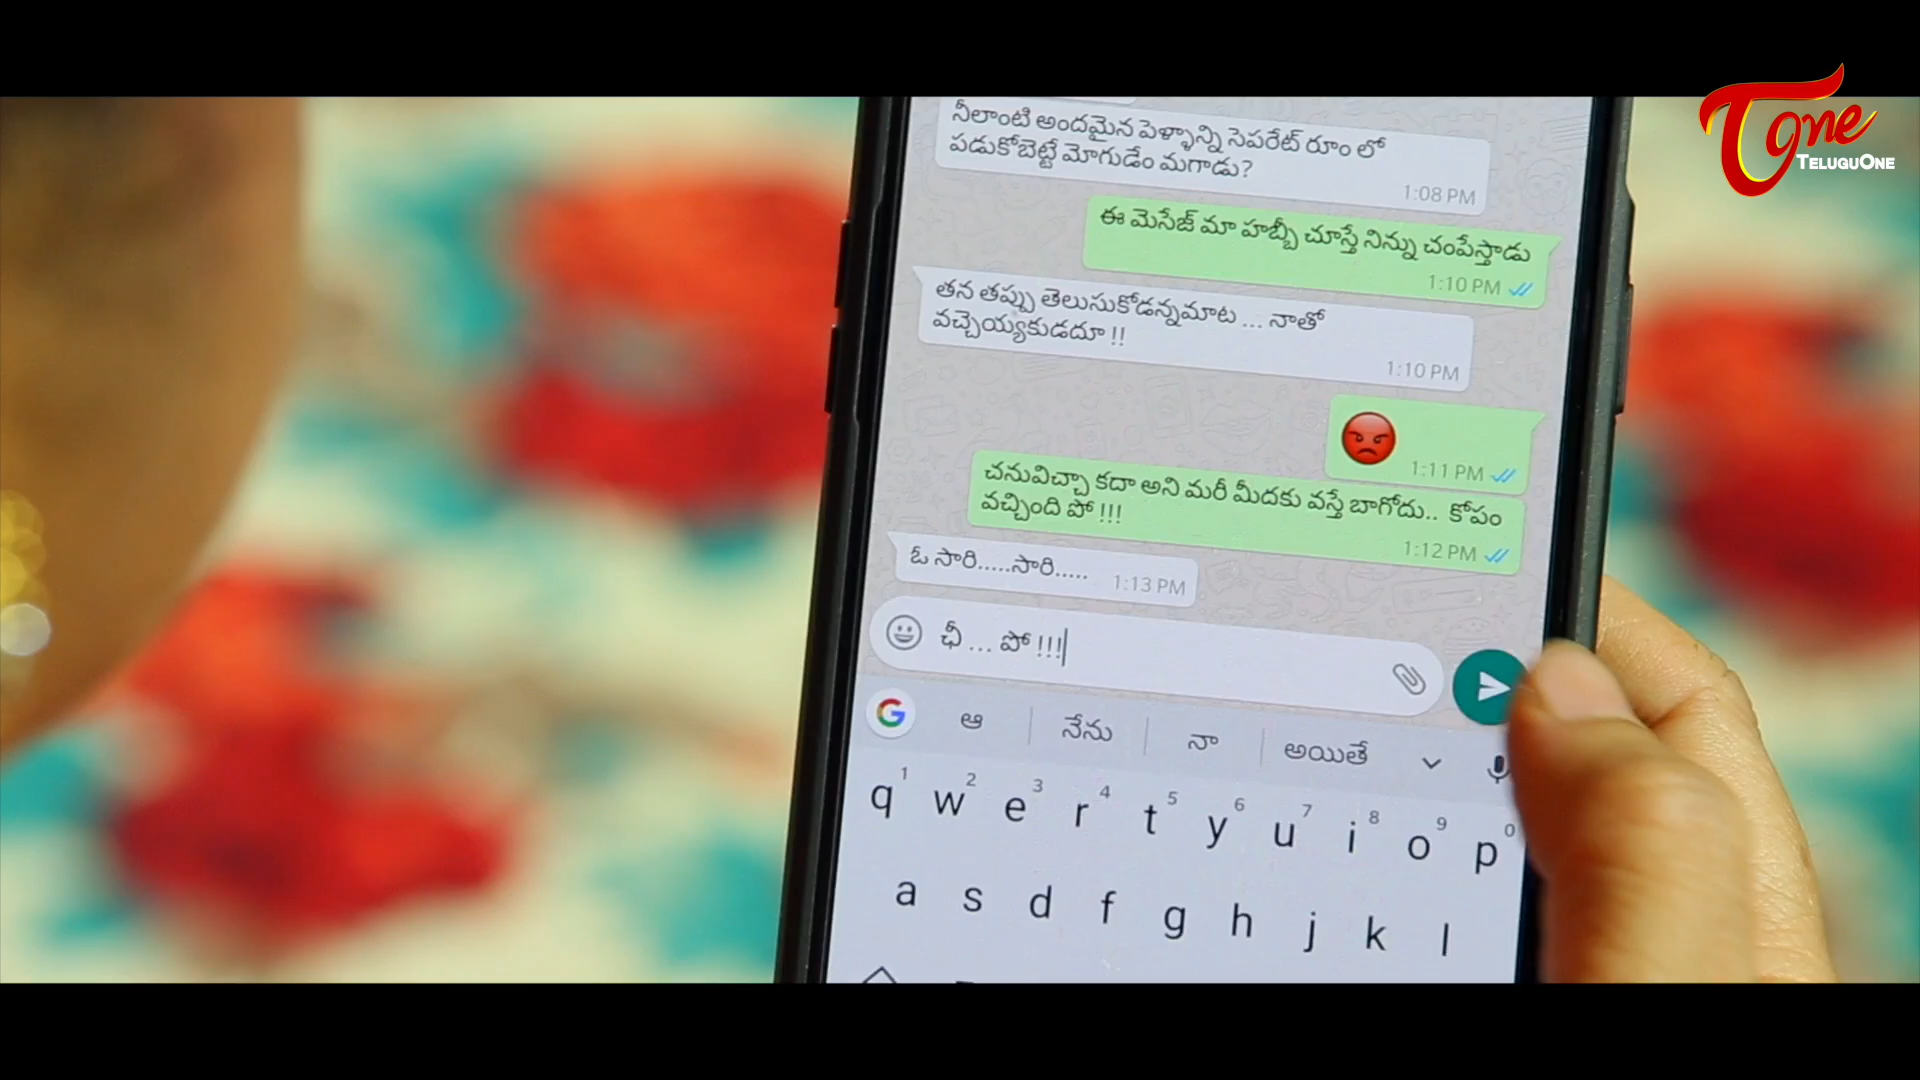 Tone
TELUGUONE
నీలాంటి అందమైన పెళ్ళాన్ని సెపరేట్ రూం లో
పడుకోబెట్టే మోగుడేం మగాడు?
1:08 PM
ఈ మెసేజ్ మా హబ్బీ చూస్తే నిన్ను చంపేస్తాడు
1:10 PM
తన తప్పు తెలుసుకోడన్నమాట ... నాతో
వచ్చెయ్యకుడదూ !!
1:10 PM
1:11 PM
చనువిచ్చా కదా అని మరీ మీదకు వస్తే బాగోదు.. కోపం
వచ్చింది పో !!!
1:12 PM
ఓ సారి.....సారి.....
1:13 PM
ఛీ ... పో !!!
G ఆ నేను నా అయితే
1 2 3 4 5 6 7 8 9 0
q w e r t y u i o p
a s d f g h j k l